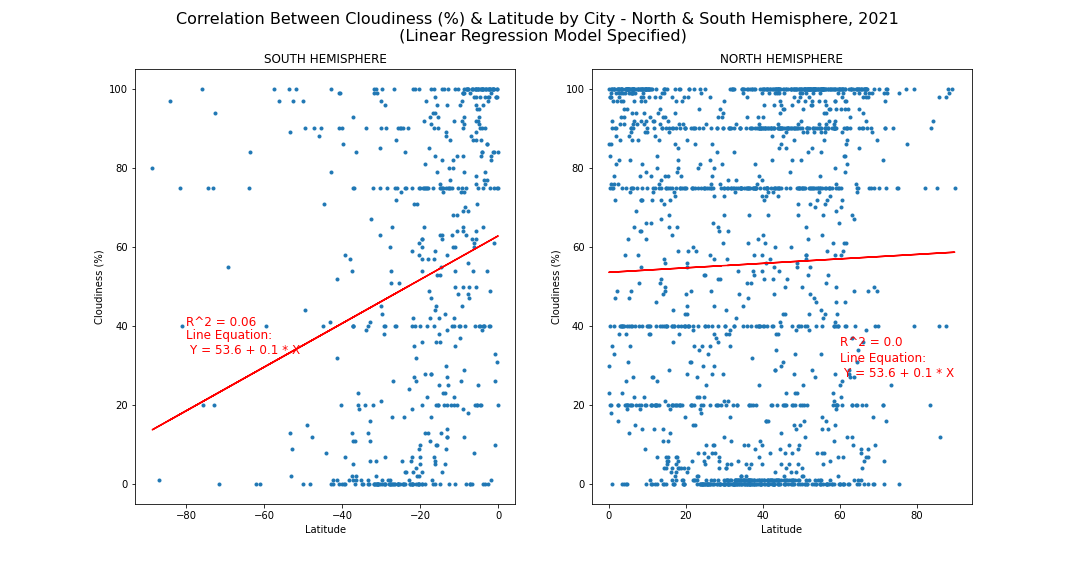 Correlation Between Cloudiness (%) & Latitude by City - North & South Hemisphere, 2021
(Linear Regression Model Specified)
SOUTH HEMISPHERE
100
80
60
40
20
0
Cloudiness (%)
R^2 = 0.06
Line Equation:
Y = 53.6 + 0.1 * X
−80
−60
−40
−20
0
Latitude
NORTH HEMISPHERE
100
80
60
40
20
0
Cloudiness (%)
R^2 = 0.0
Line Equation:
Y = 53.6 + 0.1 * X
0
20
40
60
80
Latitude